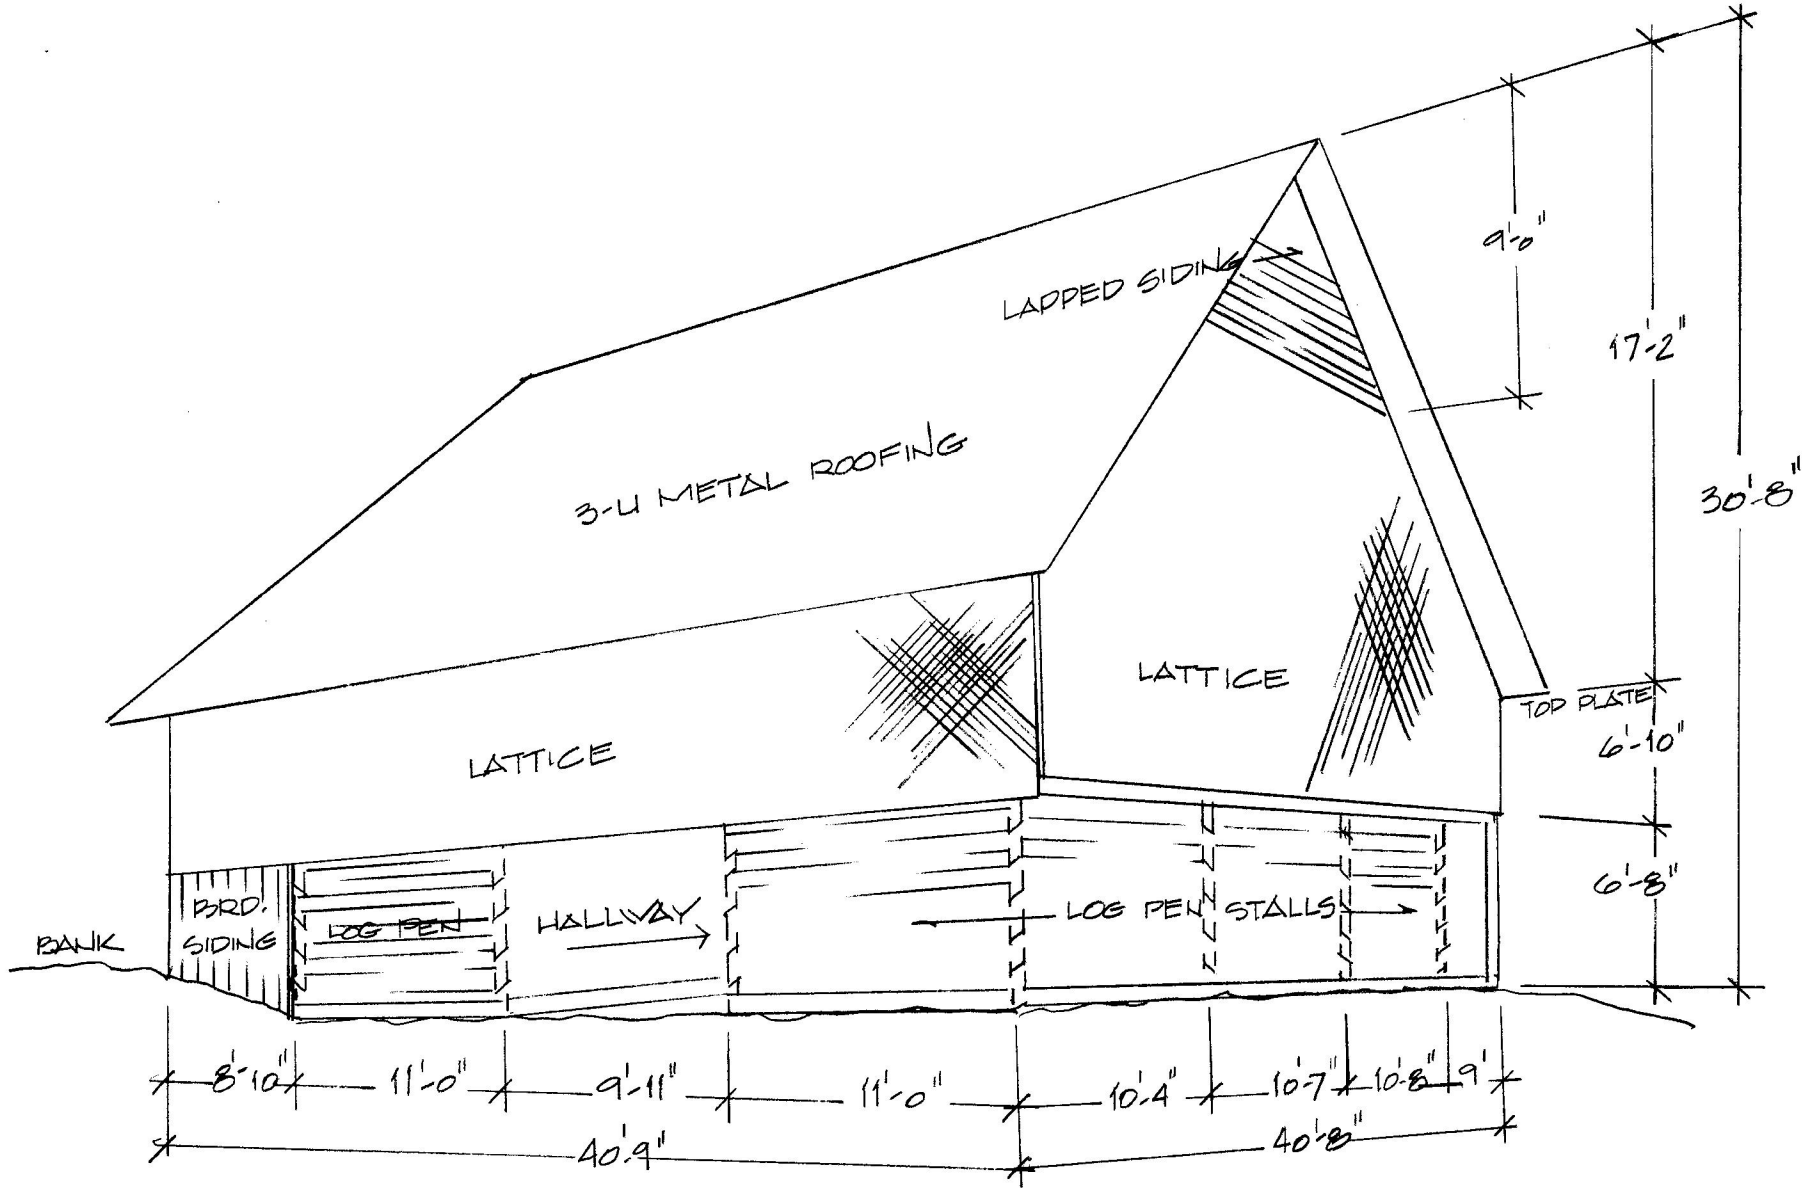 9'-0"
LAPPED SIDING
17'-2"
3-U METAL ROOFING
30'-8"
LATTICE
TOP PLATE
6'-10"
LATTICE
6'-8"
BRD.
SIDING
LOG PEN
HALLWAY
LOG PEN STALLS
BANK
8'-10"
11'-0"
9'-11"
11'-0"
10'-4"
10'-7"
10'-8"
9'
40'-9"
40'-8"